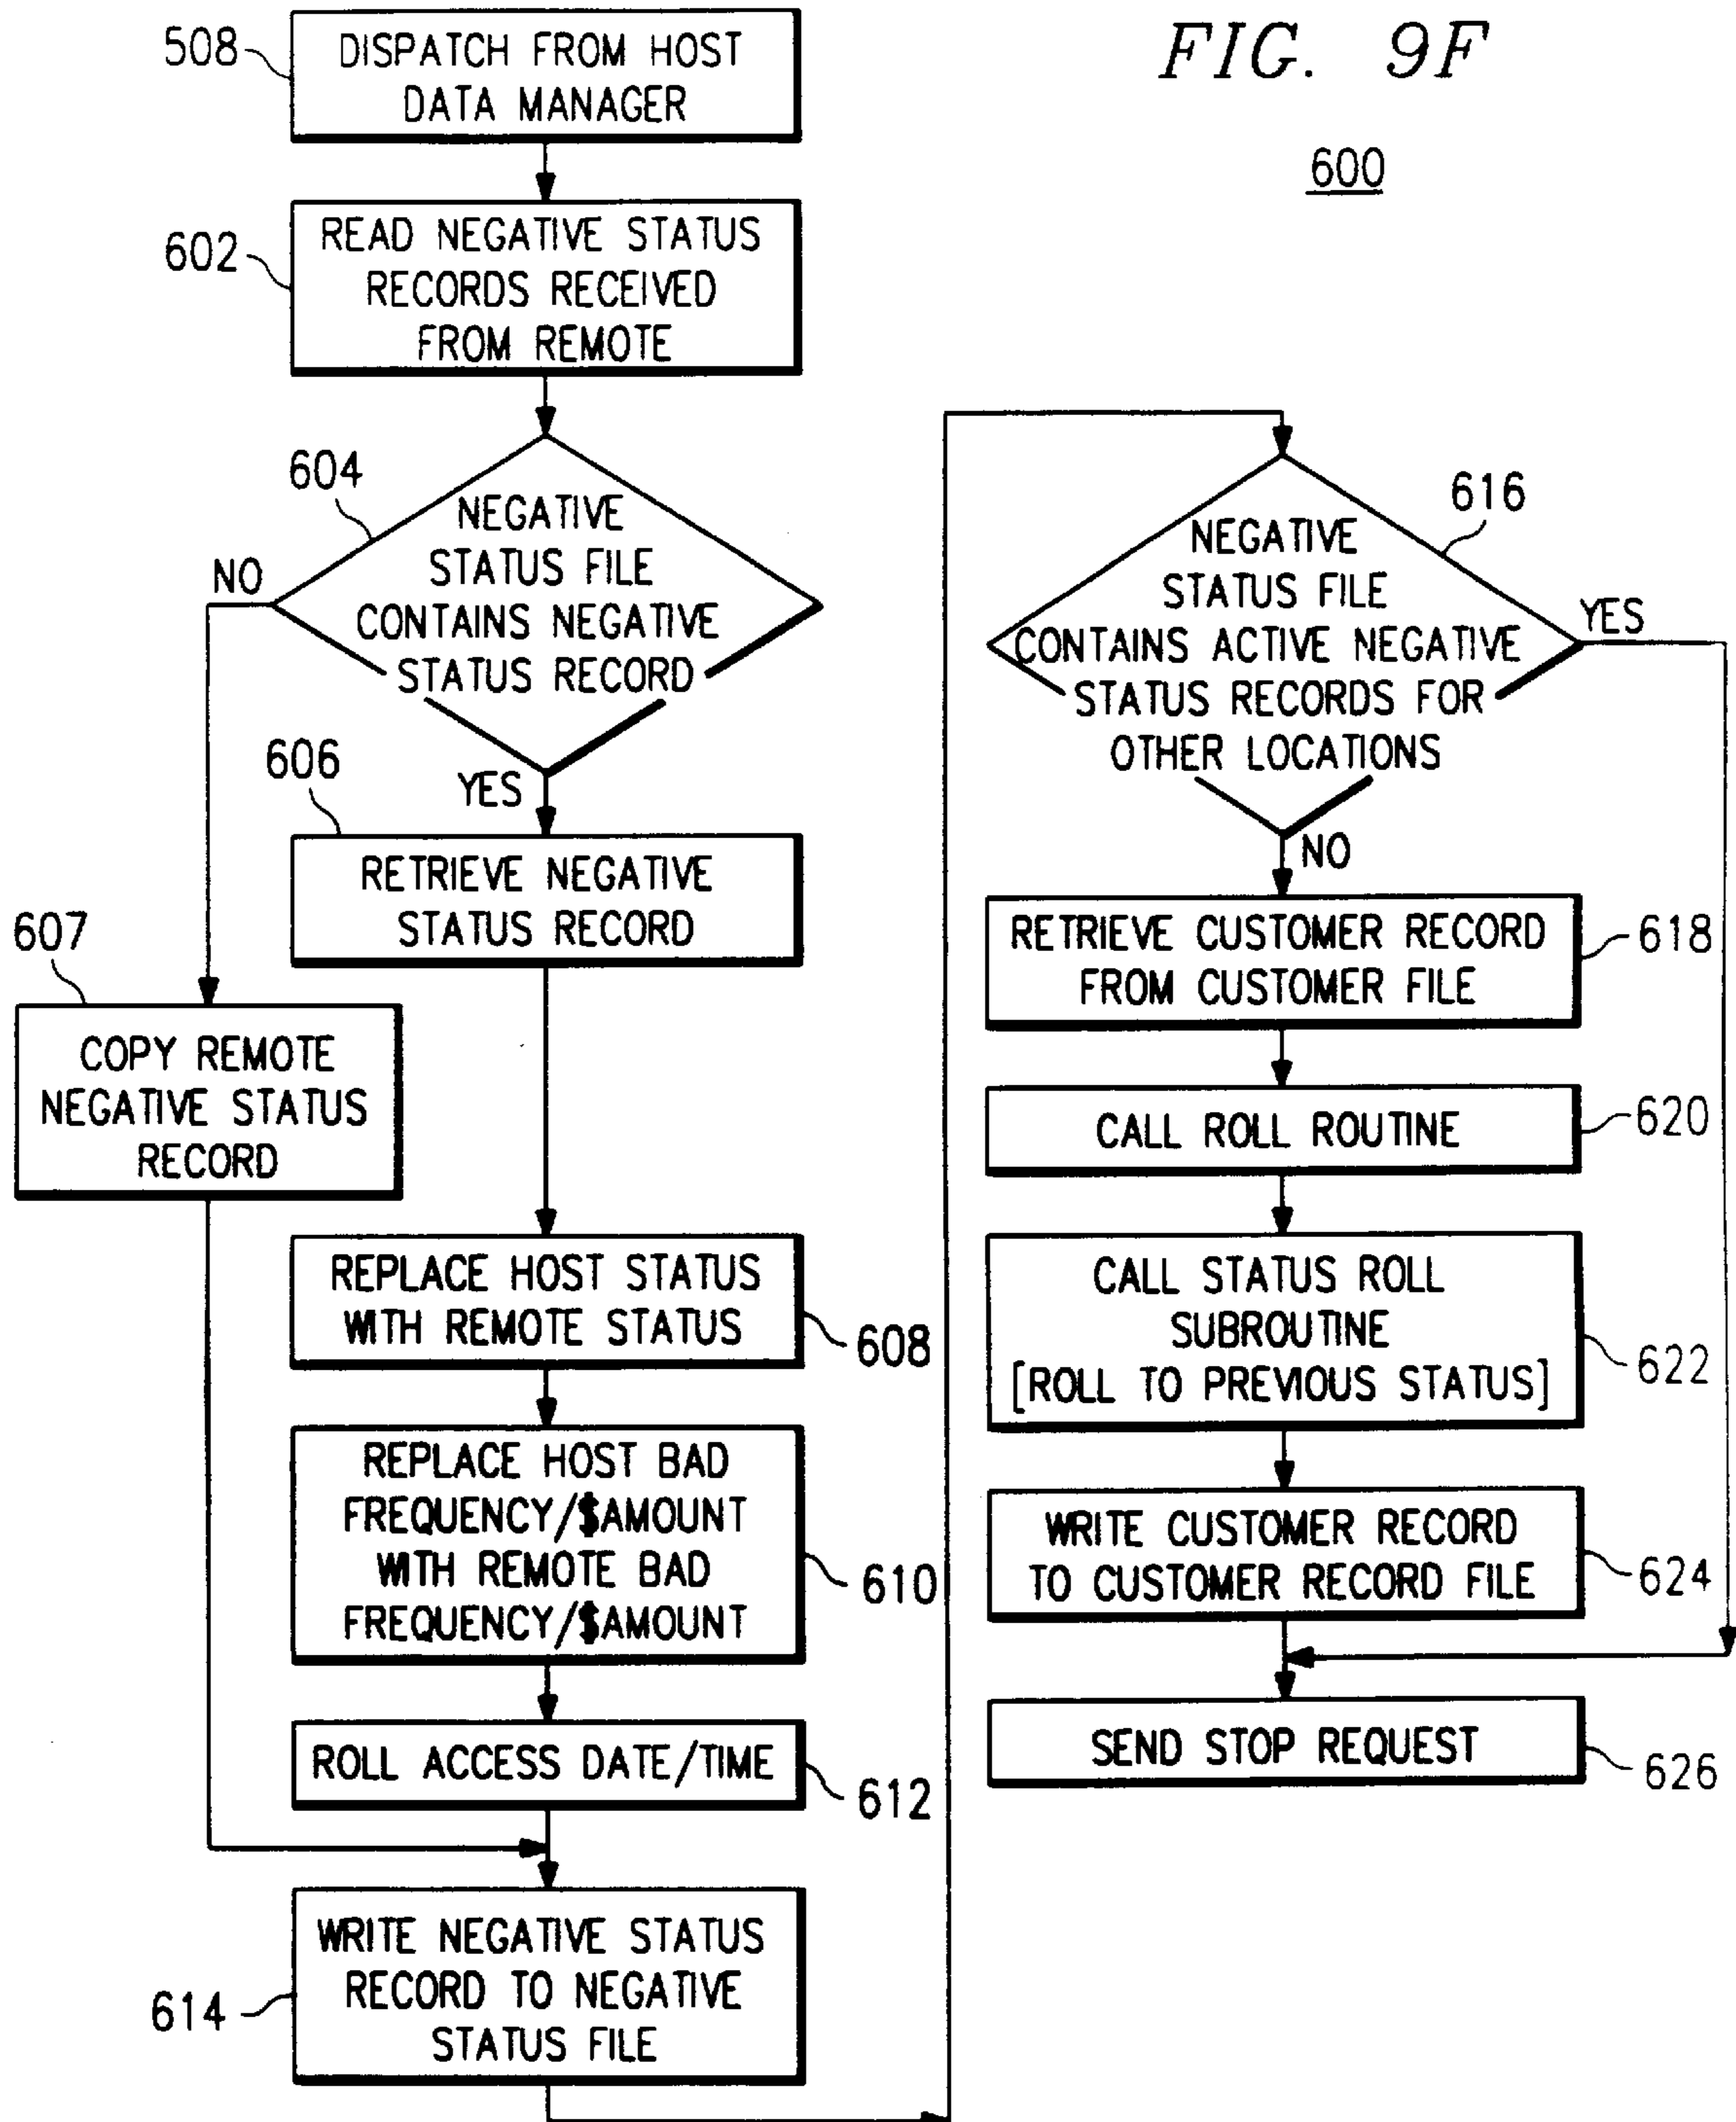 FIG. 9F
600
508
DISPATCH FROM HOST
DATA MANAGER
602
READ NEGATIVE STATUS
RECORDS RECEIVED
FROM REMOTE
604
NEGATIVE
STATUS FILE
CONTAINS NEGATIVE
STATUS RECORD
NO
YES
606
RETRIEVE NEGATIVE
STATUS RECORD
607
COPY REMOTE
NEGATIVE STATUS
RECORD
REPLACE HOST STATUS
WITH REMOTE STATUS
608
REPLACE HOST BAD
FREQUENCY/$AMOUNT
WITH REMOTE BAD
FREQUENCY/$AMOUNT
610
ROLL ACCESS DATE/TIME
612
WRITE NEGATIVE STATUS
RECORD TO NEGATIVE
STATUS FILE
614
616
NEGATIVE
STATUS FILE
CONTAINS ACTIVE NEGATIVE
STATUS RECORDS FOR
OTHER LOCATIONS
YES
NO
RETRIEVE CUSTOMER RECORD
FROM CUSTOMER FILE
618
CALL ROLL ROUTINE
620
CALL STATUS ROLL
SUBROUTINE
[ROLL TO PREVIOUS STATUS]
622
WRITE CUSTOMER RECORD
TO CUSTOMER RECORD FILE
624
SEND STOP REQUEST
626